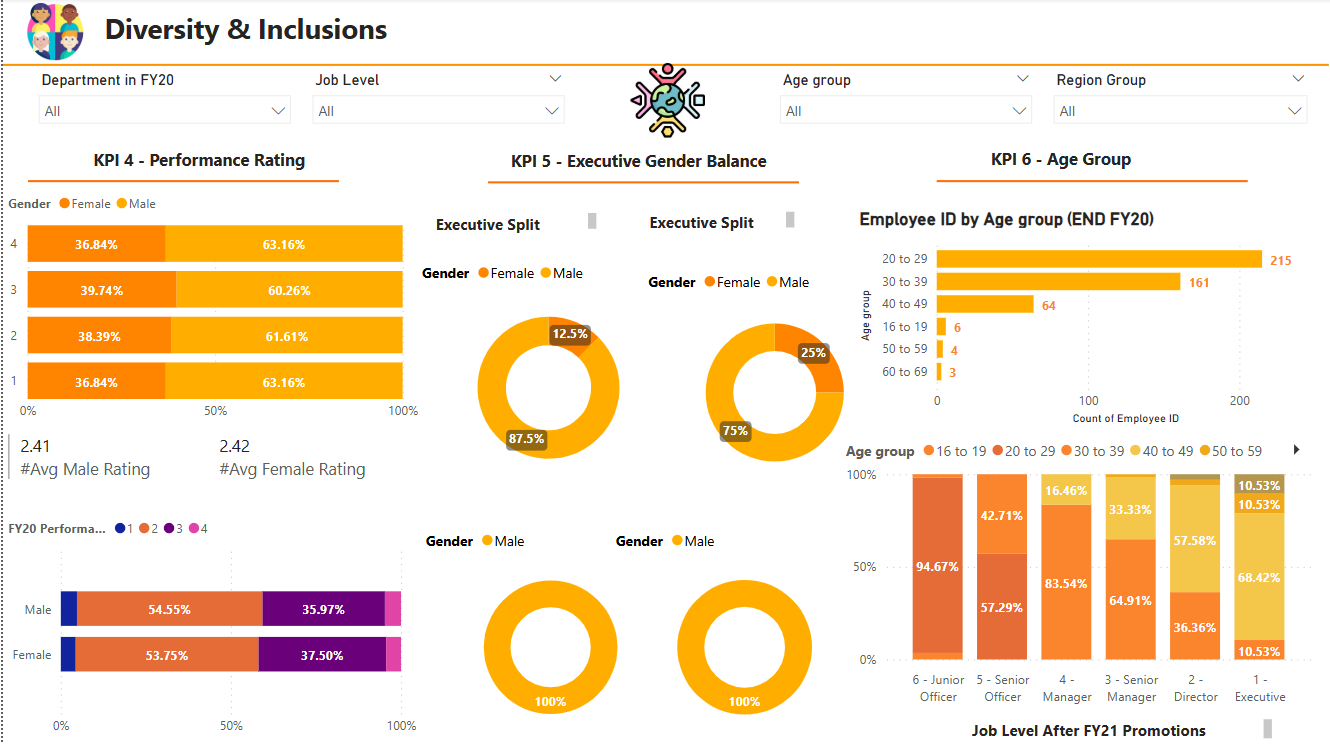 Diversity & Inclusions
Department in FY20
All
Job Level
All
Age group
All
Region Group
All
KPI 4 - Performance Rating
Gender Female Male
4 36.84% 63.16%
3 39.74% 60.26%
2 38.39% 61.61%
1 36.84% 63.16%
0% 50% 100%
2.41
#Avg Male Rating
2.42
#Avg Female Rating
FY20 Performa... 1 2 3 4
Male 54.55% 35.97%
Female 53.75% 37.50%
0% 50% 100%
KPI 5 - Executive Gender Balance
Executive Split
Gender Female Male
12.5%
87.5%
Executive Split
Gender Female Male
25%
75%
Gender Male
100%
Gender Male
100%
KPI 6 - Age Group
Employee ID by Age group (END FY20)
Age group
20 to 29 215
30 to 39 161
40 to 49 64
16 to 19 6
50 to 59 4
60 to 69 3
0 100 200
Count of Employee ID
Age group 16 to 19 20 to 29 30 to 39 40 to 49 50 to 59
100%
50%
0%
94.67%
42.71%
57.29%
16.46%
83.54%
33.33%
64.91%
57.58%
36.36%
10.53%
10.53%
68.42%
10.53%
6 - Junior Officer
5 - Senior Officer
4 - Manager
3 - Senior Manager
2 - Director
1 - Executive
Job Level After FY21 Promotions